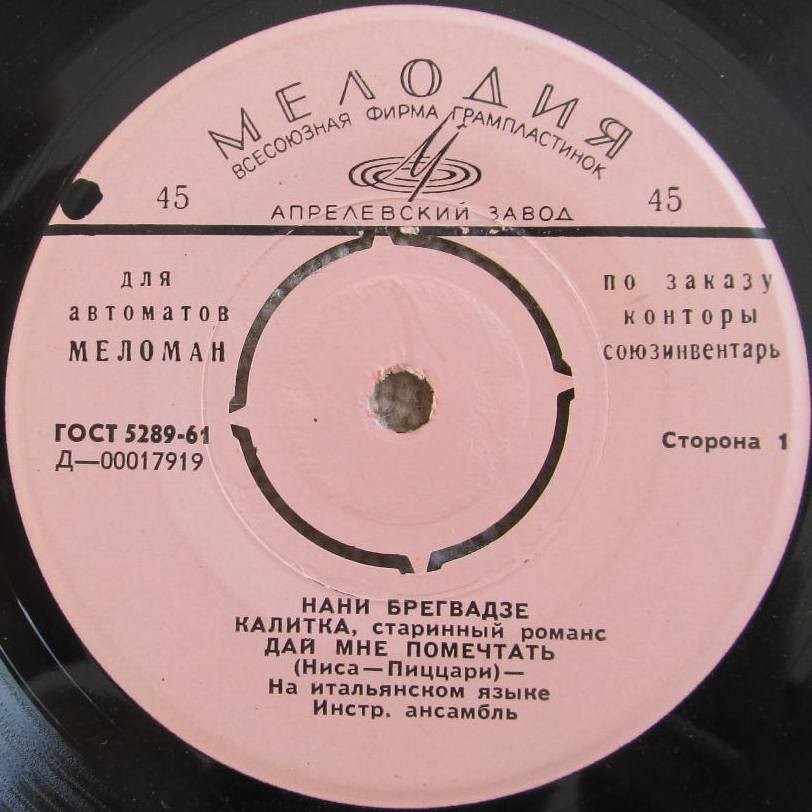 МЕЛОДИЯ
ВСЕСОЮЗНАЯ ФИРМА ГРАМПЛАСТИНОК
45 45
АПРЕЛЕВСКИЙ ЗАВОД
для
автоматов
МЕЛОМАН
по заказу
конторы
союзинвентарь
ГОСТ 5289-61
Д—00017919
Сторона 1
НАНИ БРЕГВАДЗЕ
КАЛИТКА, старинный романс
ДАЙ МНЕ ПОМЕЧТАТЬ
(Ниса—Пиццари)—
На итальянском языке
Инстр. ансамбль